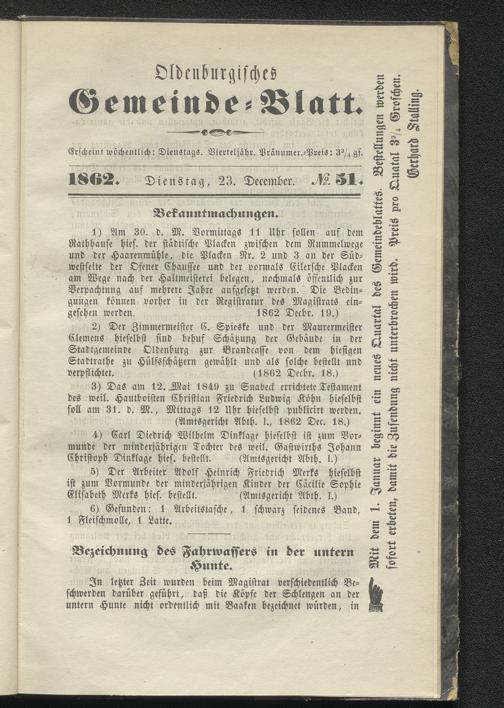 Oldenburgisches
Gemeinde-Blatt.
Erscheint wöchentlich: Dienstags. Vierteljähr. Pränumer.-Preis: 3¾ gſ.
1862. Dienstag, 23. December. № 51.
Bekanntmachungen.
1) Am 30. d. M. Vormittags 11 Uhr sollen auf dem
Rathhause hies. der städische Placken zwischen dem Mummelwege
und der Haarenmühle, die Placken Nr. 2 und 3 an der Süd-
westseite der Ofener Chaussee und der vormals Eilersche Placken
am Wege nach der Haltmeisterei belegen, nochmals öffentlich zur
Verpachtung auf mehrere Jahre aufgesetzt werden. Die Bedin-
gungen können vorher in der Registratur des Magistrats ein-
gesehen werden. 1862 Decbr. 19.)
2) Der Zimmermeister C. Spieske und der Maurermeister
Clemens hieselbst sind behuf Schätzung der Gebäude in der
Stadtgemeinde Oldenburg zur Brandcasse von dem hiesigen
Stadtrathe zu Hülfsschätzern gewählt und als solche bestellt und
verpflichtet. (1862 Decbr. 18.)
3) Das am 12. Mai 1849 zu Snabeck errichtete Testament
des weil. Hautboisten Christian Friedrich Ludwig Köhn hieselbst
soll am 31. d. M., Mittags 12 Uhr hieselbst publicirt werden.
(Amtsgericht Abth. I., 1862 Dec. 18.)
4) Carl Diedrich Wilhelm Dinklage hieselbst ist zum Vor-
munde der minderjährigen Tochter des weil. Gastwirths Johann
Christoph Dinklage hies. bestellt. (Amtsgericht Abth. I.)
5) Der Arbeiter Adolf Heinrich Friedrich Merks hieselbst
ist zum Vormunde der minderjährigen Kinder der Cäcilie Sophie
Elisabeth Merks hies. bestellt. (Amtsgericht Abth. I.)
6) Gefunden: 1 Arbeitstasche, 1 schwarz seidenes Band,
1 Fleischmolle, 1 Latte.
Bezeichnung des Fahrwassers in der untern
Hunte.
In letzter Zeit wurden beim Magistrat verschiedentlich Be-
schwerden darüber geführt, daß die Köpfe der Schlengen an der
untern Hunte nicht ordentlich mit Baaken bezeichnet würden, in
Mit dem 1. Januar beginnt ein neues Quartal des Gemeindeblattes. Bestellungen werden
sofort erbeten, damit die Zusendung nicht unterbrochen wird. Preis pro Quatal 3¾ Groschen.
Gerhard Stalling.